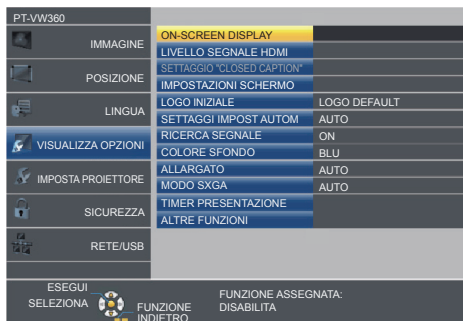 PT-VW360
IMMAGINE
POSIZIONE
LINGUA
VISUALIZZA OPZIONI
IMPOSTA PROIETTORE
SICUREZZA
RETE/USB
ON-SCREEN DISPLAY
LIVELLO SEGNALE HDMI
SETTAGGIO "CLOSED CAPTION"
IMPOSTAZIONI SCHERMO
LOGO INIZIALE LOGO DEFAULT
SETTAGGI IMPOST AUTOM AUTO
RICERCA SEGNALE ON
COLORE SFONDO BLU
ALLARGATO AUTO
MODO SXGA AUTO
TIMER PRESENTAZIONE
ALTRE FUNZIONI
ESEGUI
SELEZIONA
FUNZIONE
INDIETRO
FUNZIONE ASSEGNATA:
DISABILITA